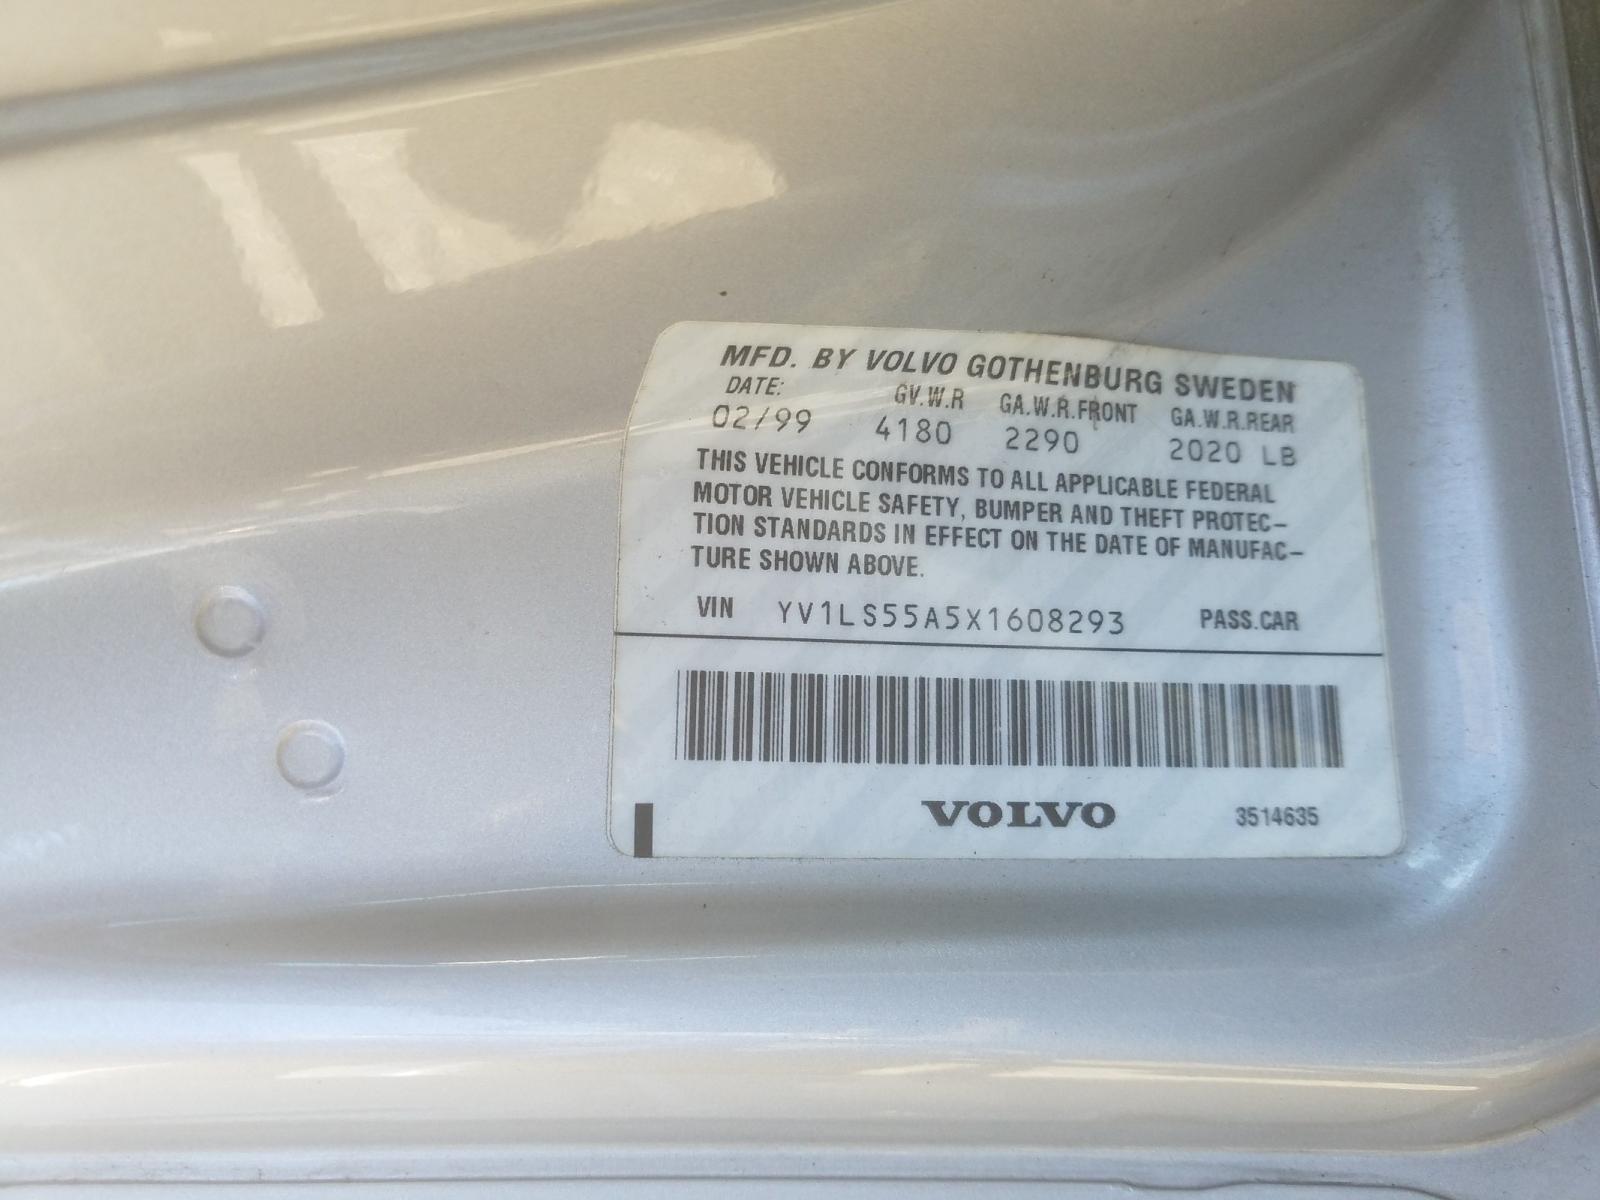 MFD. BY VOLVO GOTHENBURG SWEDEN
DATE: GV.W.R GA.W.R.FRONT GA.W.R.REAR
02/99 4180 2290 2020 LB
THIS VEHICLE CONFORMS TO ALL APPLICABLE FEDERAL
MOTOR VEHICLE SAFETY, BUMPER AND THEFT PROTEC-
TION STANDARDS IN EFFECT ON THE DATE OF MANUFAC-
TURE SHOWN ABOVE.
VIN YV1LS55A5X1608293 PASS.CAR
VOLVO 3514635